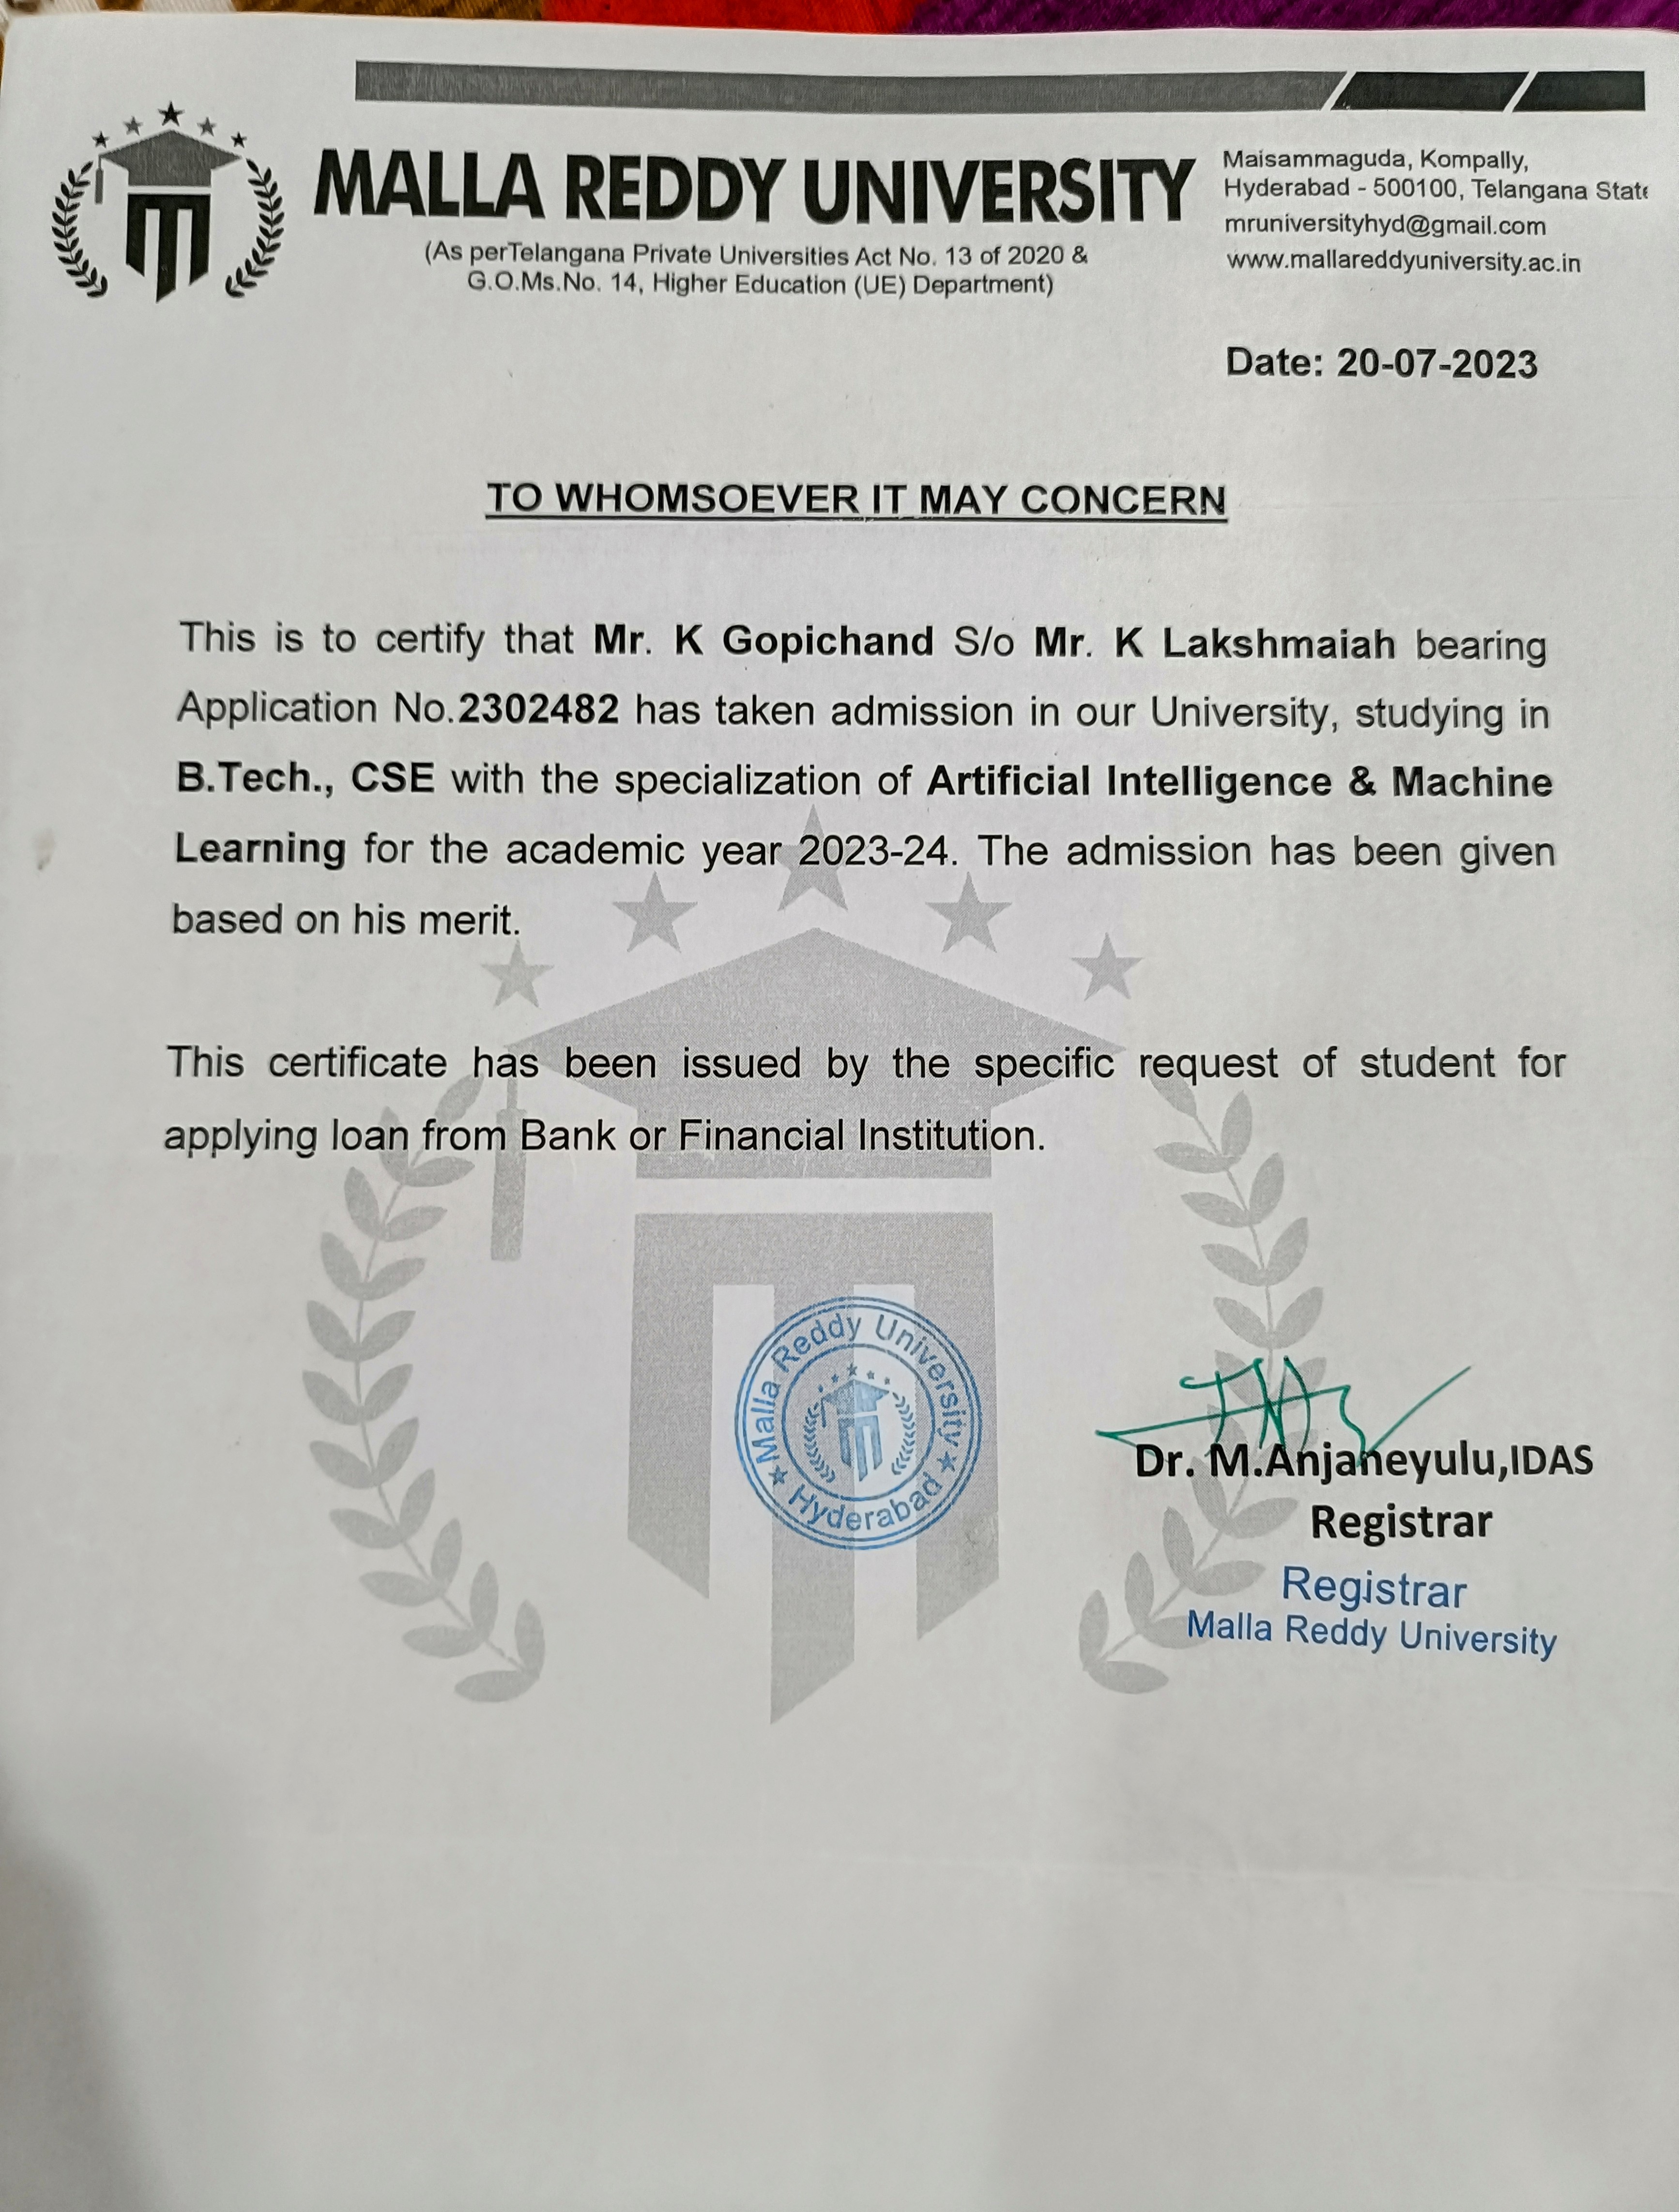 MALLA REDDY UNIVERSITY
(As perTelangana Private Universities Act No. 13 of 2020 &
G.O.Ms.No. 14, Higher Education (UE) Department)
Maisammaguda, Kompally,
Hyderabad - 500100, Telangana State
mruniversityhyd@gmail.com
www.mallareddyuniversity.ac.in
Date: 20-07-2023
TO WHOMSOEVER IT MAY CONCERN
This is to certify that Mr. K Gopichand S/o Mr. K Lakshmaiah bearing
Application No.2302482 has taken admission in our University, studying in
B.Tech., CSE with the specialization of Artificial Intelligence & Machine
Learning for the academic year 2023-24. The admission has been given
based on his merit.
This certificate has been issued by the specific request of student for
applying loan from Bank or Financial Institution.
Malla Reddy University
Hyderabad
Dr. M.Anjaneyulu,IDAS
Registrar
Registrar
Malla Reddy University